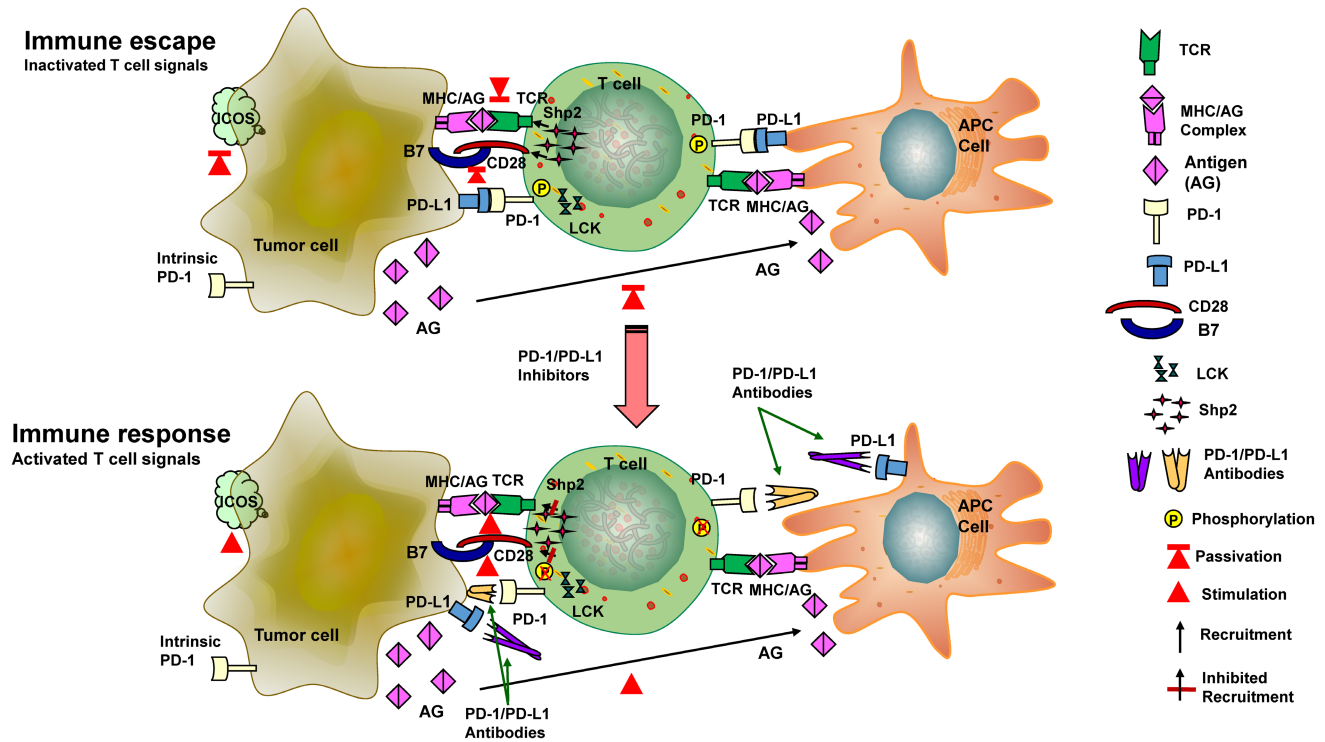 Immune escape
Inactivated T cell signals
ICOS
MHC/AG
TCR
Shp2
T cell
B7
CD28
PD-L1
PD-1
P
LCK
Tumor cell
Intrinsic
PD-1
AG
PD-1
PD-L1
P
TCR
MHC/AG
APC
Cell
AG
PD-1/PD-L1
Inhibitors
Immune response
Activated T cell signals
ICOS
MHC/AG
TCR
Shp2
T cell
B7
CD28
P
PD-L1
PD-1
LCK
Tumor cell
Intrinsic
PD-1
AG
PD-1/PD-L1
Antibodies
PD-1/PD-L1
Antibodies
PD-1
PD-L1
P
TCR
MHC/AG
APC
Cell
AG
TCR
MHC/AG
Complex
Antigen
(AG)
PD-1
PD-L1
CD28
B7
LCK
Shp2
PD-1/PD-L1
Antibodies
P
Phosphorylation
Passivation
Stimulation
Recruitment
Inhibited
Recruitment